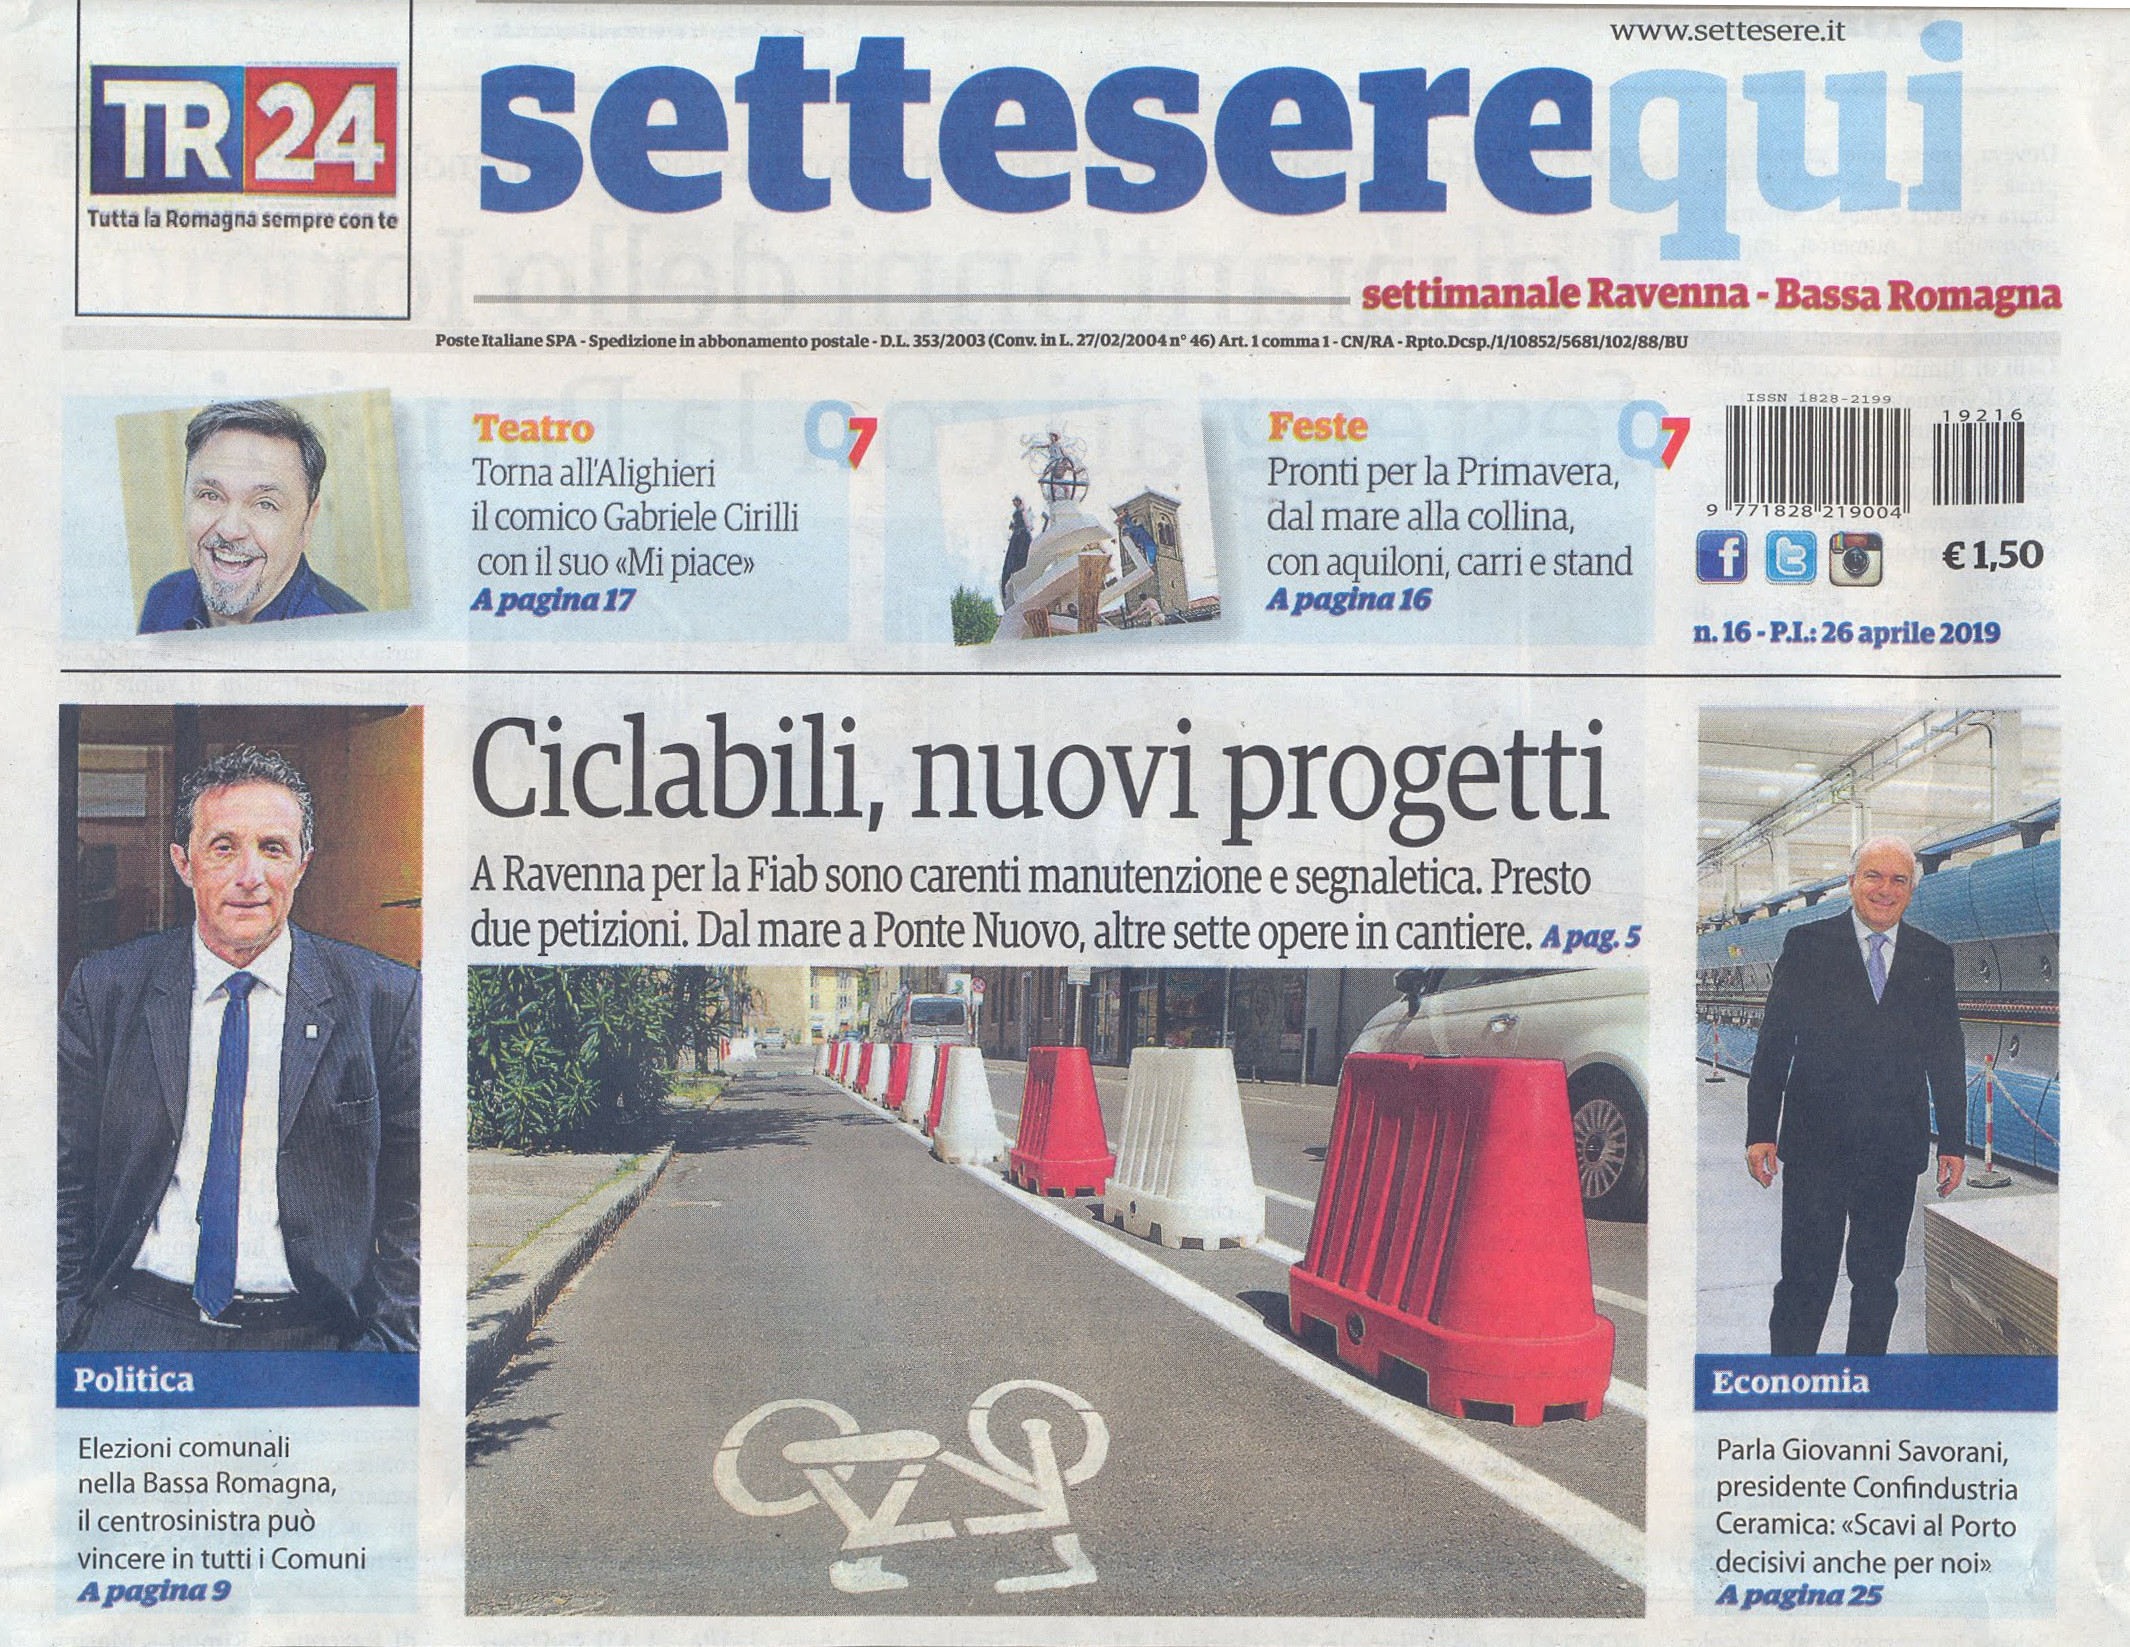 www.settesere.it
TR24
Tutta la Romagna sempre con te
setteserequi
settimanale Ravenna - Bassa Romagna
Poste Italiane SPA - Spedizione in abbonamento postale - D.L. 353/2003 (Conv. in L. 27/02/2004 n° 46) Art. 1 comma 1 - CN/RA - Rpto.Dcsp./1/10852/5681/102/88/BU
Teatro
Q7
Torna all'Alighieri
il comico Gabriele Cirilli
con il suo «Mi piace»
A pagina 17
Feste
Q7
Pronti per la Primavera,
dal mare alla collina,
con aquiloni, carri e stand
A pagina 16
ISSN 1828-2199
19216
9 771828 219004
€ 1,50
n. 16 - P.I.: 26 aprile 2019
Ciclabili, nuovi progetti
A Ravenna per la Fiab sono carenti manutenzione e segnaletica. Presto
due petizioni. Dal mare a Ponte Nuovo, altre sette opere in cantiere. A pag. 5
Politica
Elezioni comunali
nella Bassa Romagna,
il centrosinistra può
vincere in tutti i Comuni
A pagina 9
Economia
Parla Giovanni Savorani,
presidente Confindustria
Ceramica: «Scavi al Porto
decisivi anche per noi»
A pagina 25